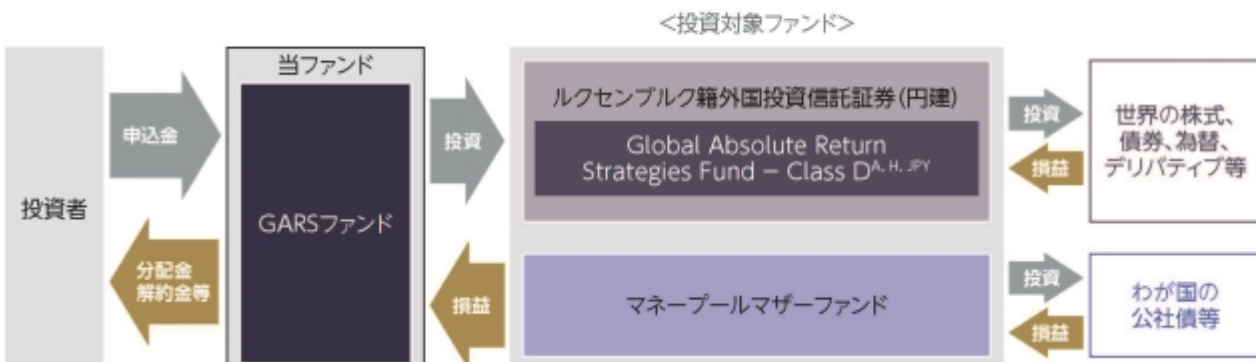 <投資対象ファンド>
投資者
申込金
分配金
解約金等
当ファンド
GARSファンド
投資
損益
ルクセンブルク籍外国投資信託証券(円建)
Global Absolute Return
Strategies Fund – Class D^A, H, JPY
マネープールマザーファンド
投資
損益
世界の株式、
債券、為替、
デリバティブ等
投資
損益
わが国の
公社債等